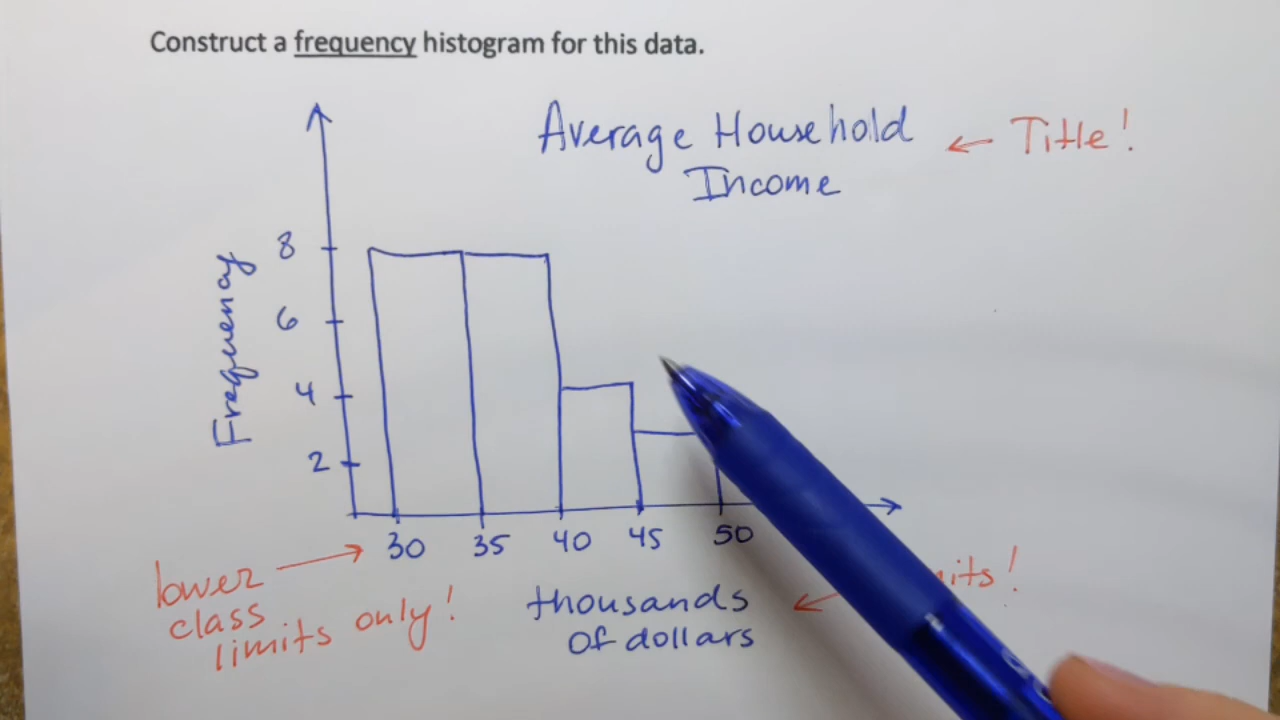 Construct a frequency histogram for this data.
Average Household
Income
← Title!
Frequency
8
6
4
2
30 35 40 45 50
lower
class
limits only!
thousands
of dollars